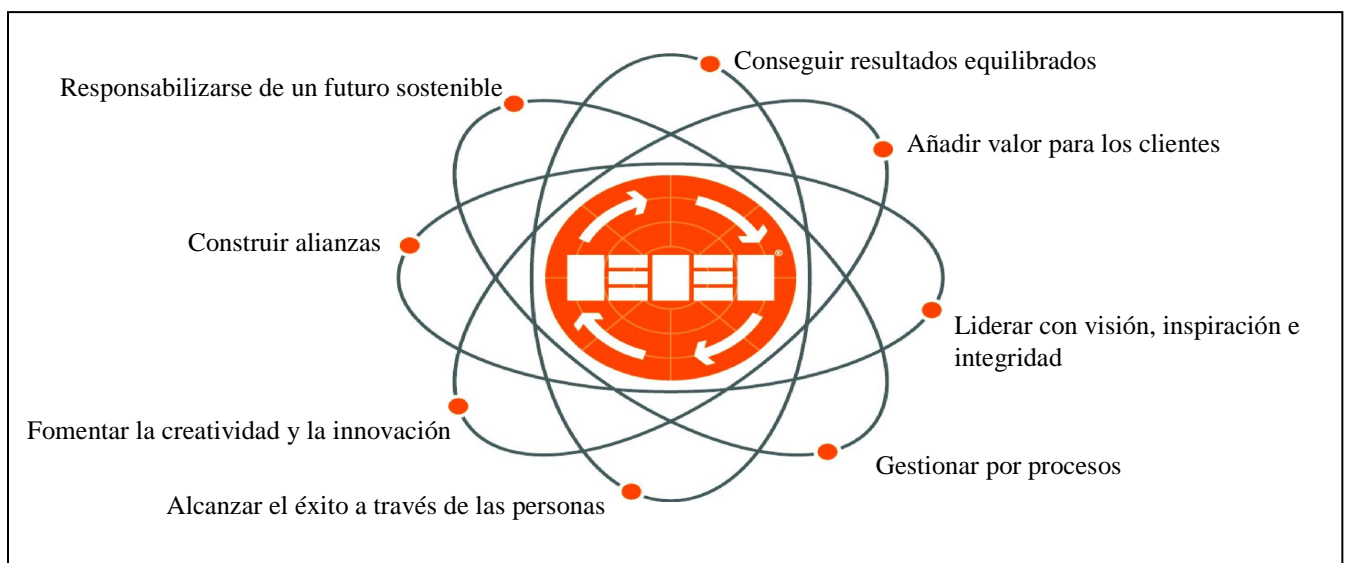 Conseguir resultados equilibrados
Responsabilizarse de un futuro sostenible
Añadir valor para los clientes
Construir alianzas
®
Liderar con visión, inspiración e
integridad
Fomentar la creatividad y la innovación
Gestionar por procesos
Alcanzar el éxito a través de las personas